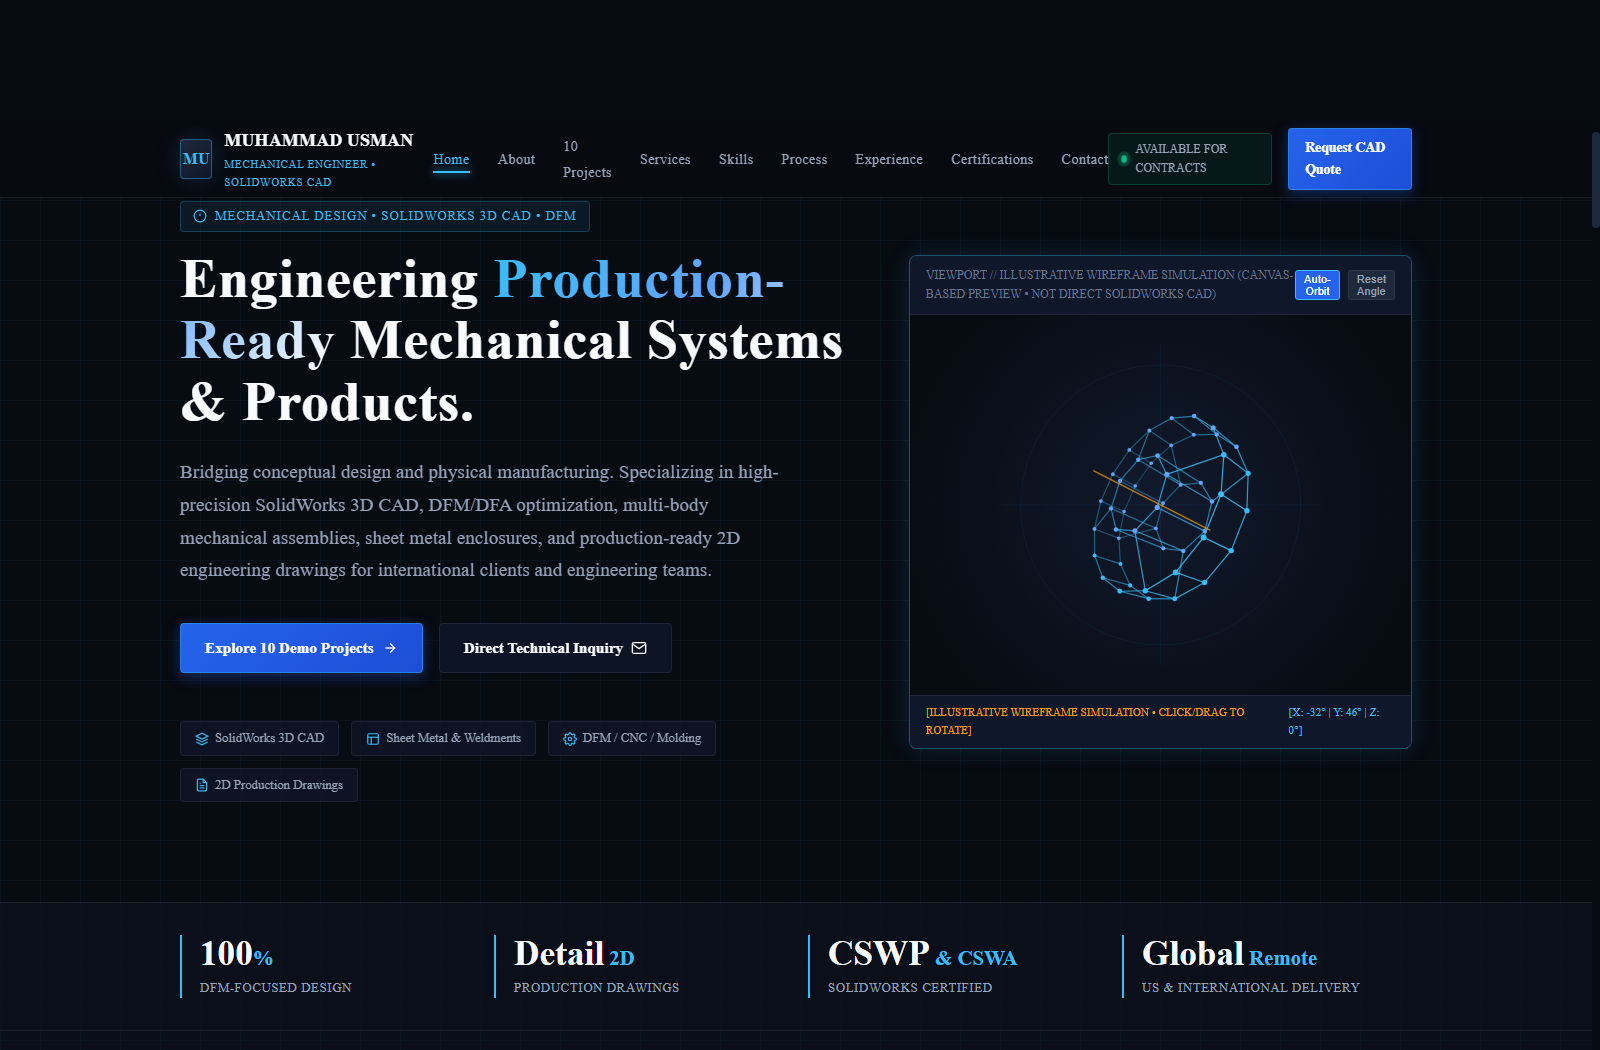 MU
MUHAMMAD USMAN
MECHANICAL ENGINEER •
SOLIDWORKS CAD
Home
About
10
Projects
Services
Skills
Process
Experience
Certifications
Contact
AVAILABLE FOR
CONTRACTS
Request CAD
Quote
MECHANICAL DESIGN • SOLIDWORKS 3D CAD • DFM
Engineering Production-
Ready Mechanical Systems
& Products.
Bridging conceptual design and physical manufacturing. Specializing in high-
precision SolidWorks 3D CAD, DFM/DFA optimization, multi-body
mechanical assemblies, sheet metal enclosures, and production-ready 2D
engineering drawings for international clients and engineering teams.
Explore 10 Demo Projects
Direct Technical Inquiry
SolidWorks 3D CAD
Sheet Metal & Weldments
DFM / CNC / Molding
2D Production Drawings
VIEWPORT // ILLUSTRATIVE WIREFRAME SIMULATION (CANVAS-
BASED PREVIEW • NOT DIRECT SOLIDWORKS CAD)
Auto-
Orbit
Reset
Angle
[ILLUSTRATIVE WIREFRAME SIMULATION • CLICK/DRAG TO
ROTATE]
[X: -32° | Y: 46° | Z:
0°]
100%
DFM-FOCUSED DESIGN
Detail 2D
PRODUCTION DRAWINGS
CSWP & CSWA
SOLIDWORKS CERTIFIED
Global Remote
US & INTERNATIONAL DELIVERY